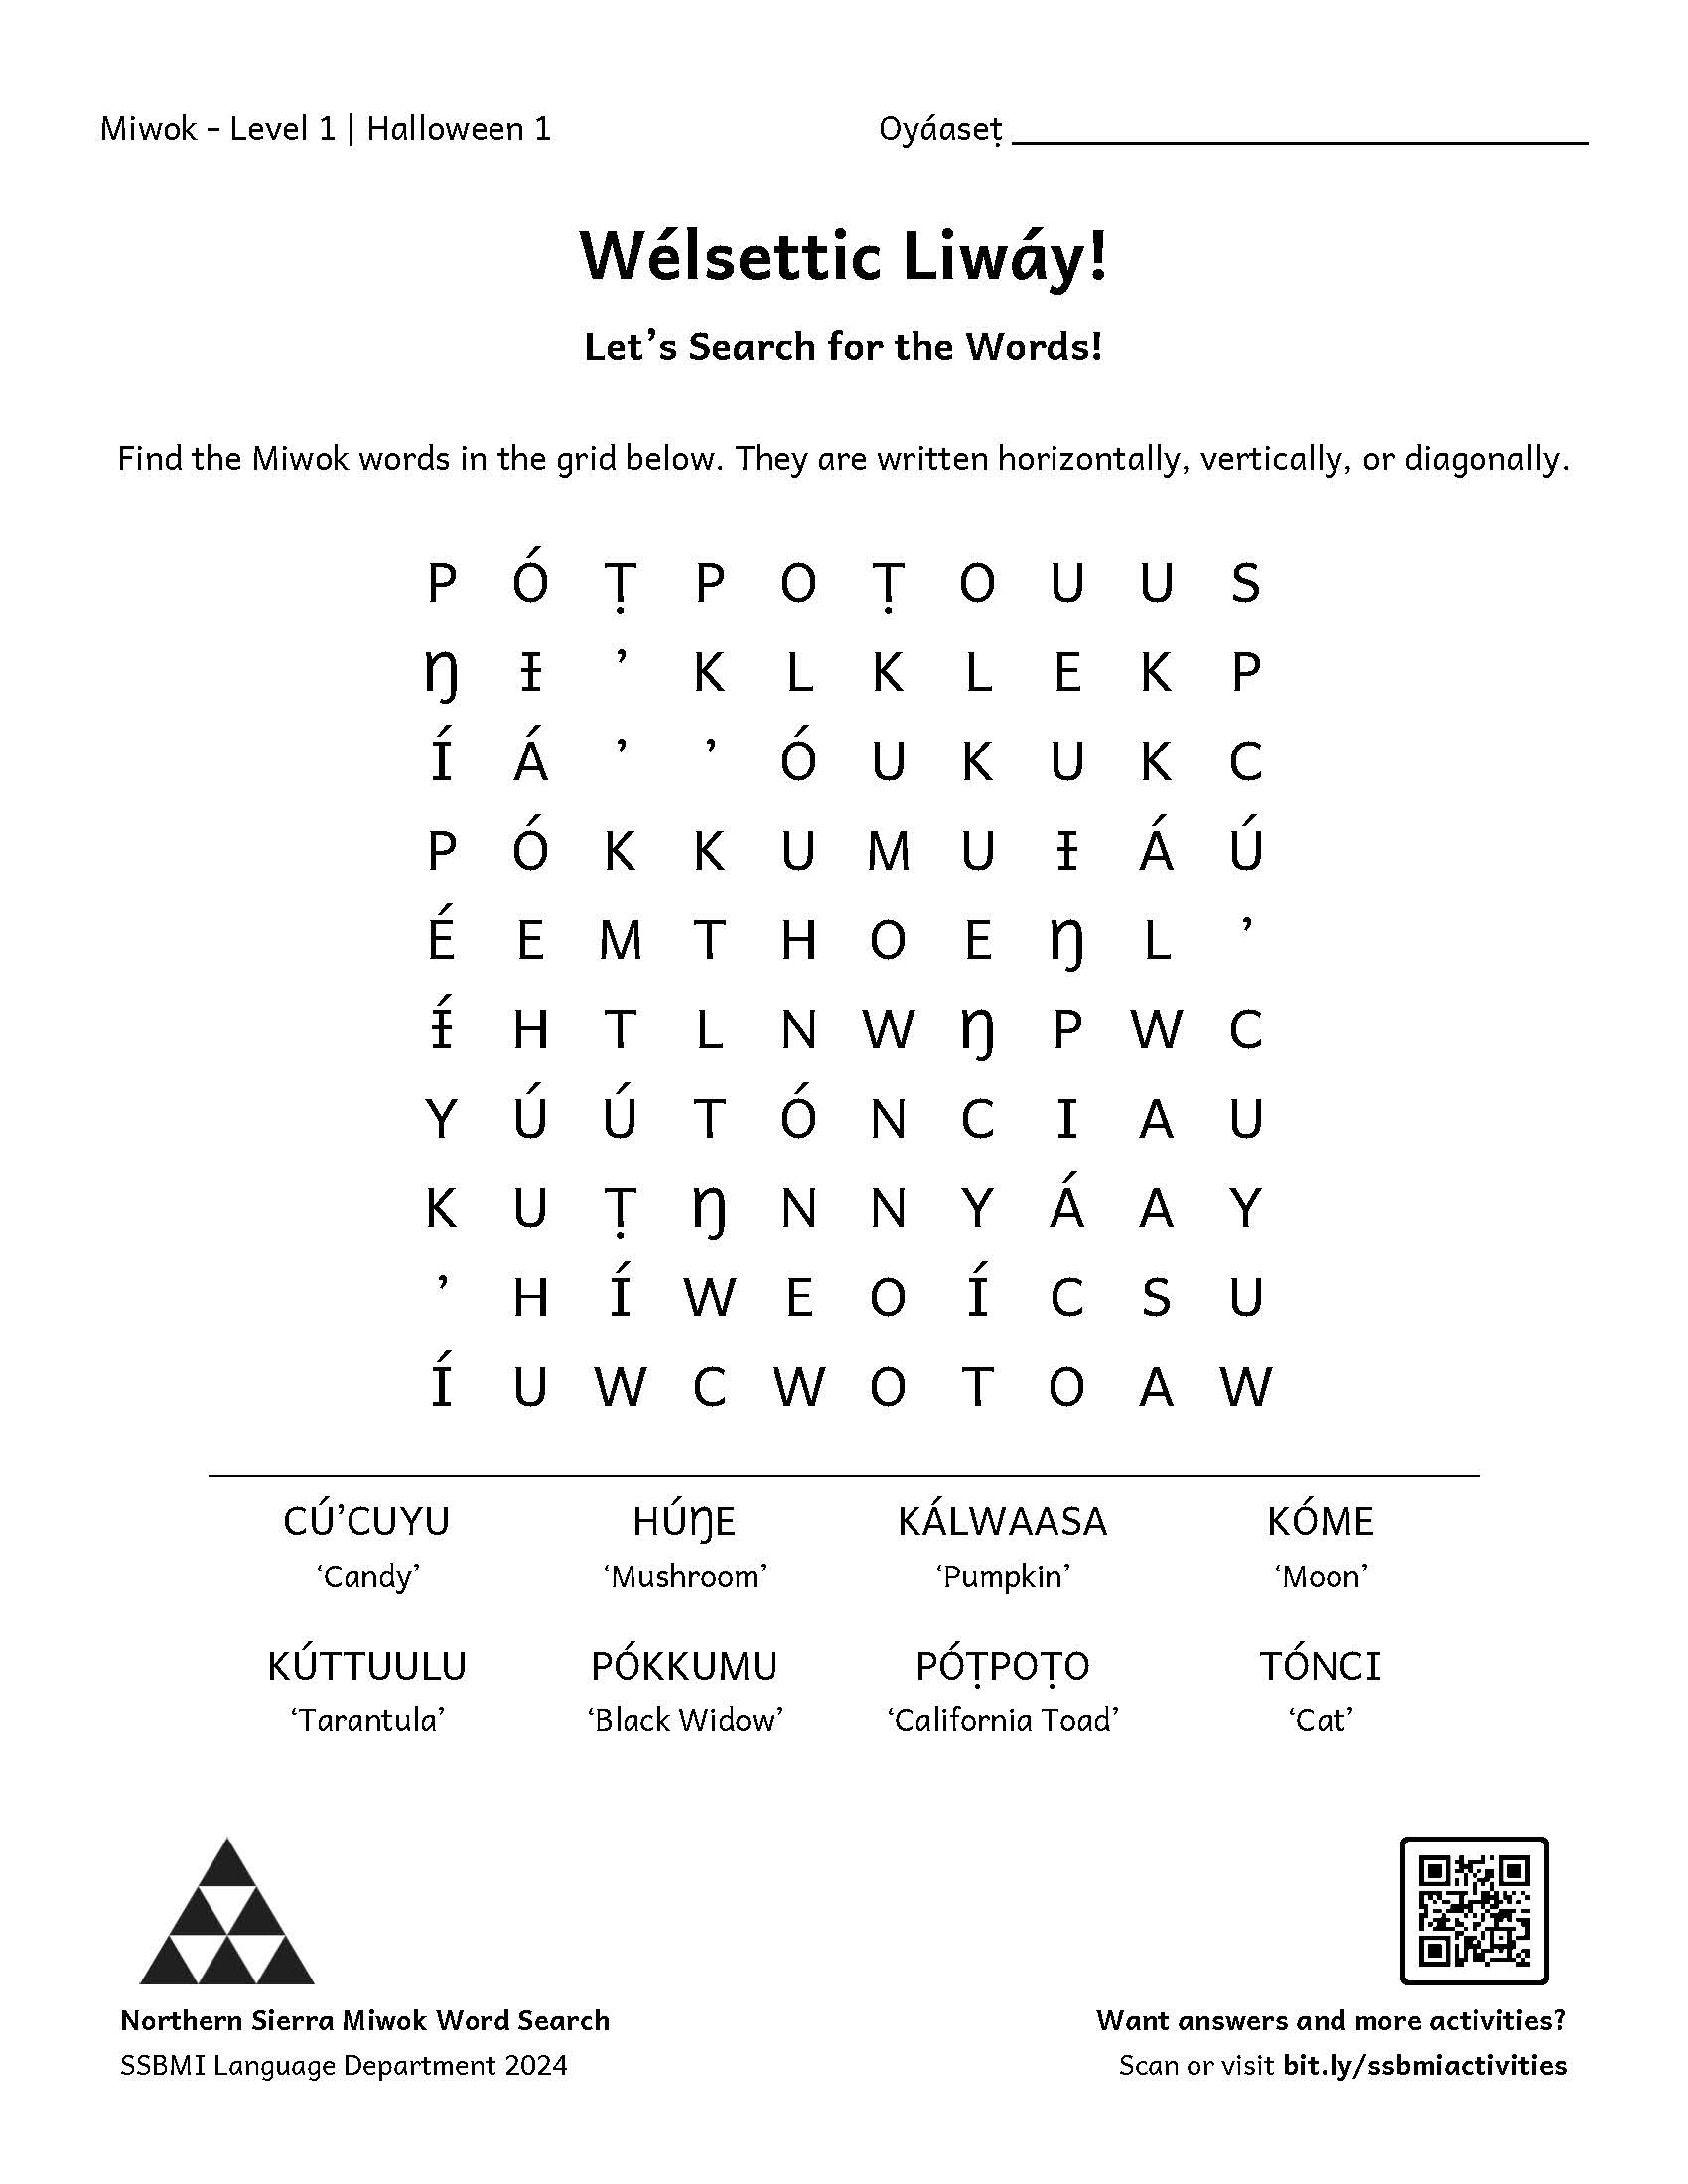 Miwok – Level 1 | Halloween 1 Oyáaseṭ
Wélsettic Liwáy!
Let’s Search for the Words!
Find the Miwok words in the grid below. They are written horizontally, vertically, or diagonally.
P Ó Ṭ P O Ṭ O U U S
Ŋ Ɨ ’ K L K L E K P
Í Á ’ ’ Ó U K U K C
P Ó K K U M U Ɨ Á Ú
É E M T H O E Ŋ L ’
Ɨ́ H T L N W Ŋ P W C
Y Ú Ú T Ó N C I A U
K U Ṭ Ŋ N N Y Á A Y
’ H Í W E O Í C S U
Í U W C W O T O A W
CÚ’CUYU HÚŊE KÁLWAASA KÓME
‘Candy’ ‘Mushroom’ ‘Pumpkin’ ‘Moon’
KÚTTUULU PÓKKUMU PÓṬPOṬO TÓNCI
‘Tarantula’ ‘Black Widow’ ‘California Toad’ ‘Cat’
Northern Sierra Miwok Word Search
SSBMI Language Department 2024
Want answers and more activities?
Scan or visit bit.ly/ssbmiactivities